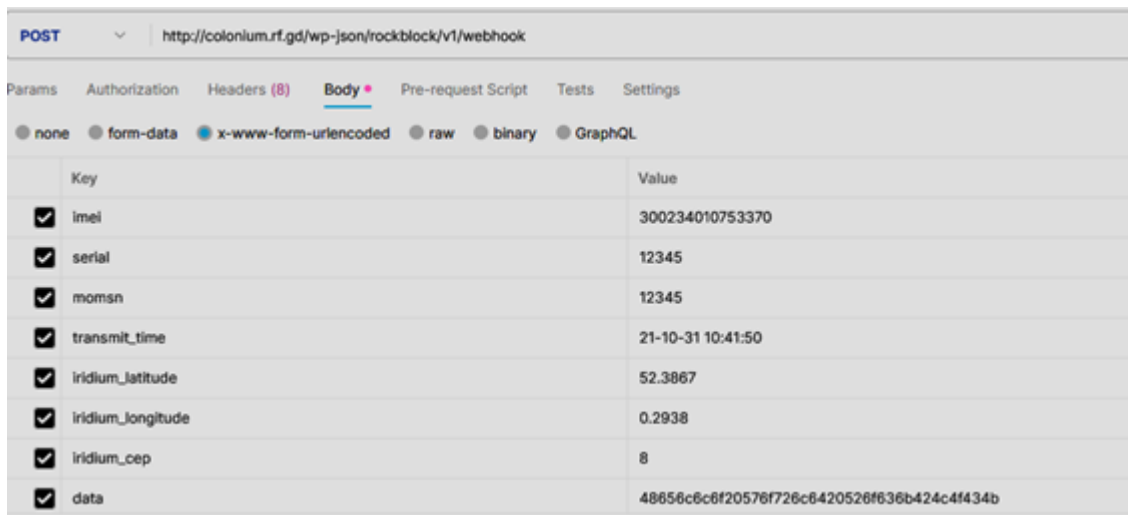 POST http://colonium.rf.gd/wp-json/rockblock/v1/webhook
Params Authorization Headers (8) Body Pre-request Script Tests Settings
none form-data x-www-form-urlencoded raw binary GraphQL
Key Value
imei 300234010753370
serial 12345
momsn 12345
transmit_time 21-10-31 10:41:50
iridium_latitude 52.3867
iridium_longitude 0.2938
iridium_cep 8
data 48656c6c6f20576f726c6420526f636b424c4f434b